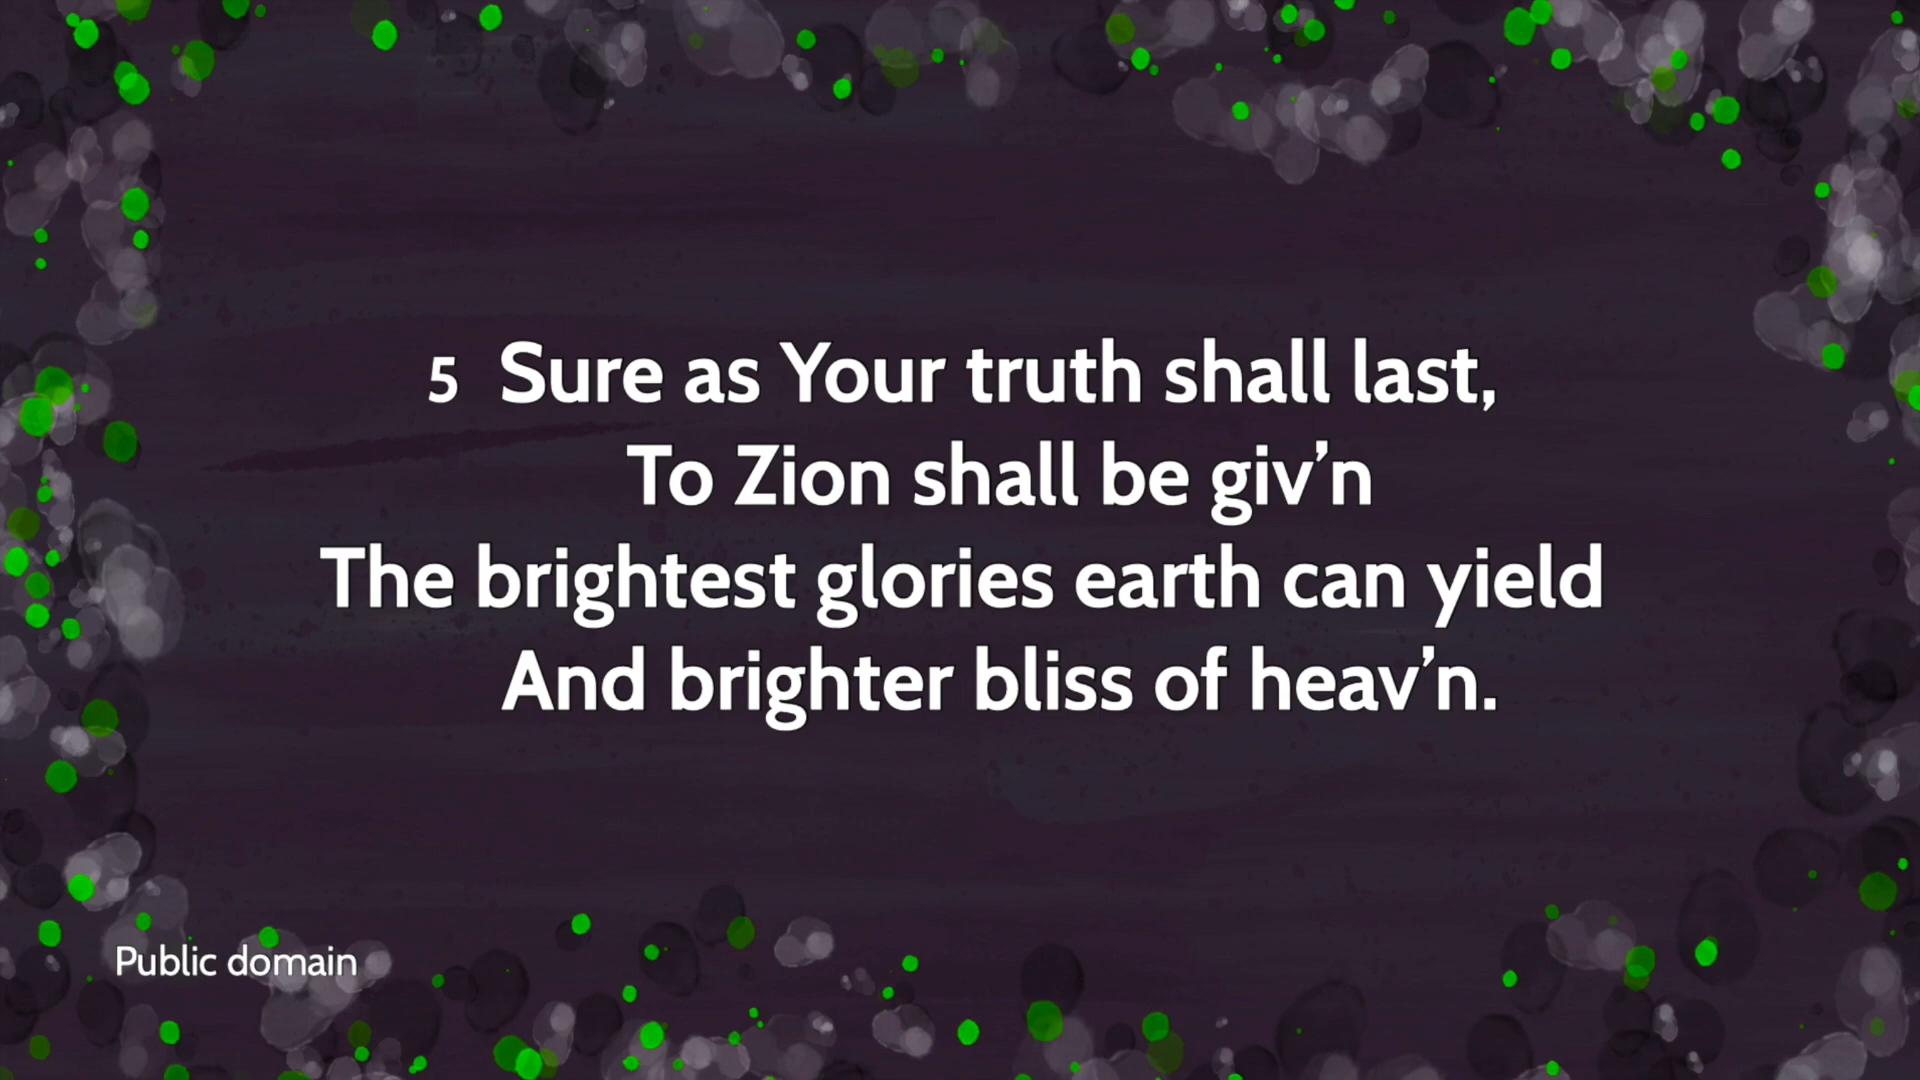 5 Sure as Your truth shall last,
To Zion shall be giv’n
The brightest glories earth can yield
And brighter bliss of heav’n.
Public domain